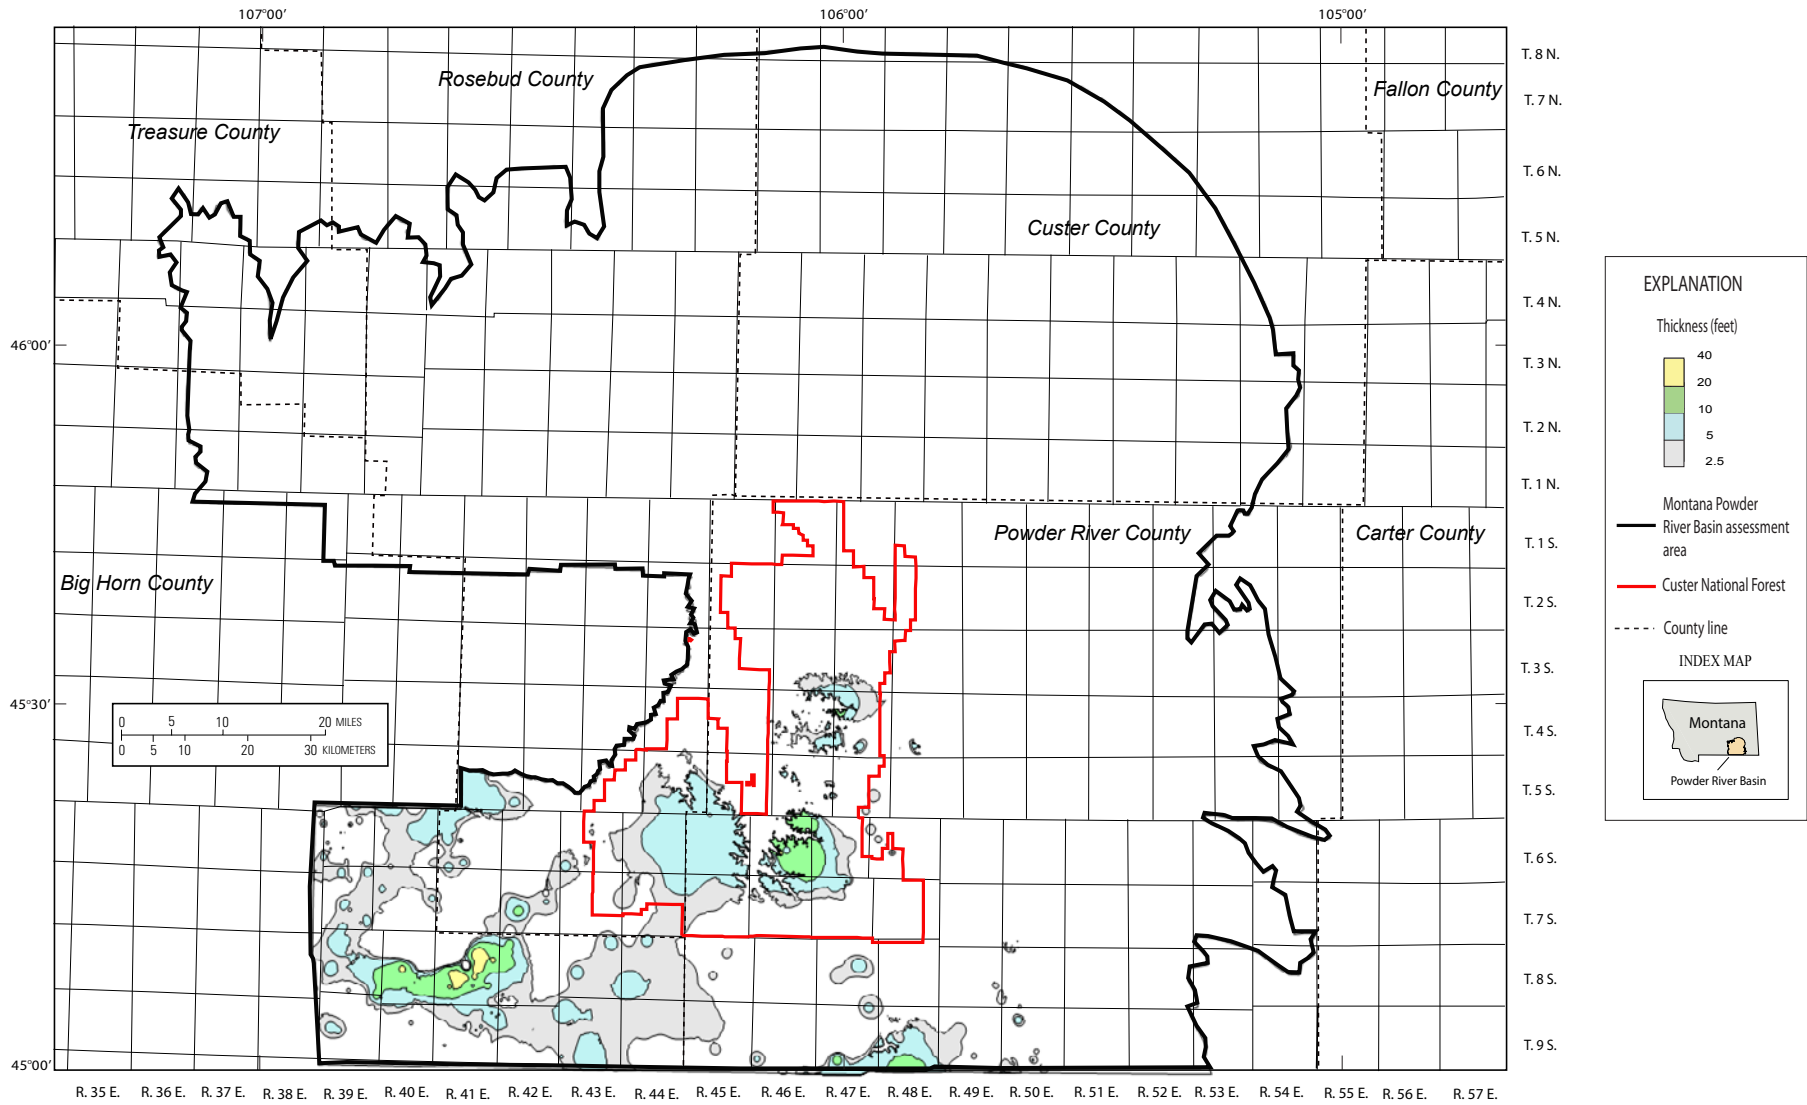 107°00' 106°00' 105°00'
T. 8 N.
Rosebud County
Fallon County
T. 7 N.
Treasure County
T. 6 N.
Custer County
T. 5 N.
T. 4 N.
46°00'
T. 3 N.
T. 2 N.
T. 1 N.
Powder River County
Carter County
T. 1 S.
Big Horn County
T. 2 S.
T. 3 S.
45°30'
0 5 10 20 MILES
0 5 10 20 30 KILOMETERS
T. 4 S.
T. 5 S.
T. 6 S.
T. 7 S.
T. 8 S.
T. 9 S.
45°00'
R. 35 E. R. 36 E. R. 37 E. R. 38 E. R. 39 E. R. 40 E. R. 41 E. R. 42 E. R. 43 E. R. 44 E. R. 45 E. R. 46 E. R. 47 E. R. 48 E. R. 49 E. R. 50 E. R. 51 E. R. 52 E. R. 53 E. R. 54 E. R. 55 E. R. 56 E. R. 57 E.
EXPLANATION
Thickness (feet)
40
20
10
5
2.5
Montana Powder
River Basin assessment
area
Custer National Forest
County line
INDEX MAP
Montana
Powder River Basin